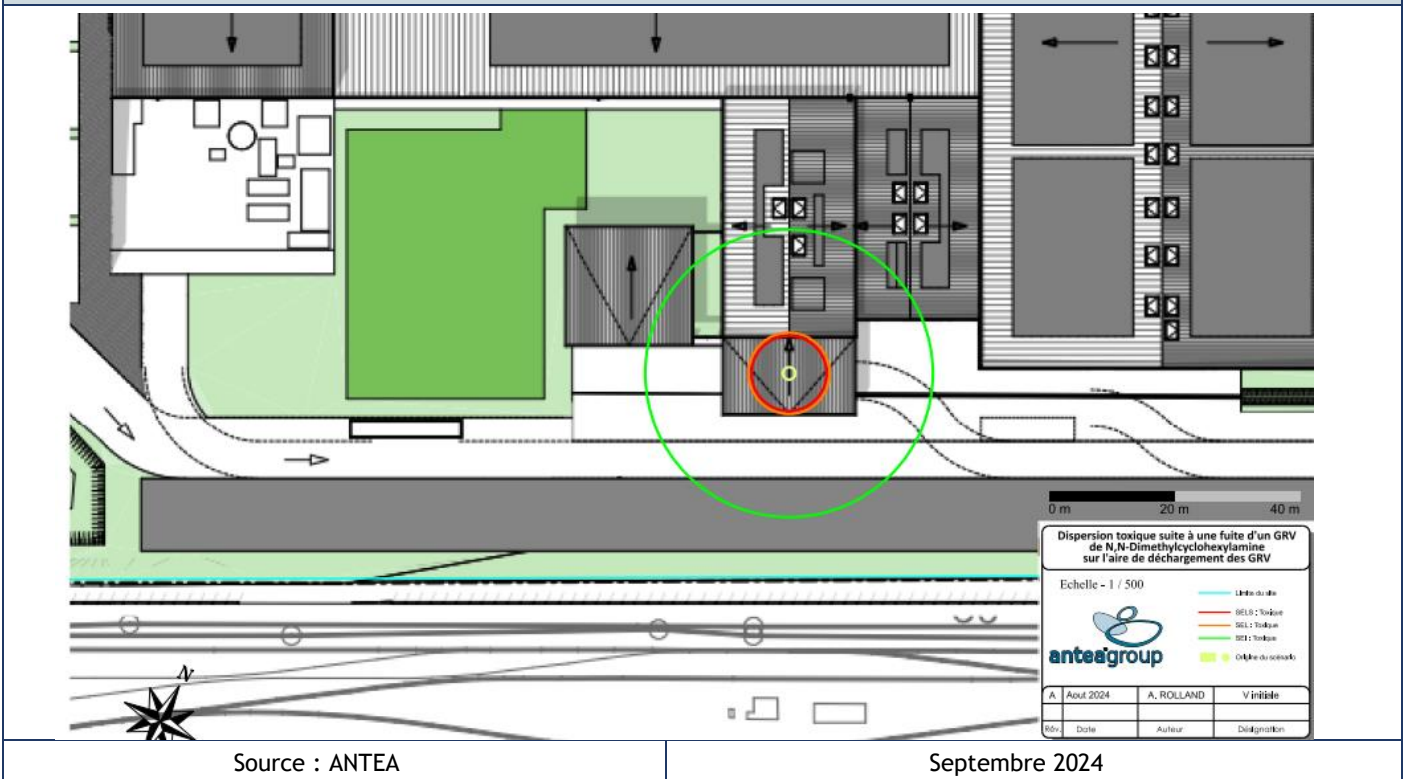 0 m 20 m 40 m
Dispersion toxique suite à une fuite d'un GRV
de N,N-Dimethylcyclohexylamine
sur l'aire de déchargement des GRV
Echelle - 1 / 500
Limite du site
SELS : Toxique
SEL : Toxique
SEI : Toxique
Origine du scénario
anteagroup
A Aout 2024 A. ROLLAND V initiale
Rév. Date Auteur Désignation
N
Source : ANTEA Septembre 2024